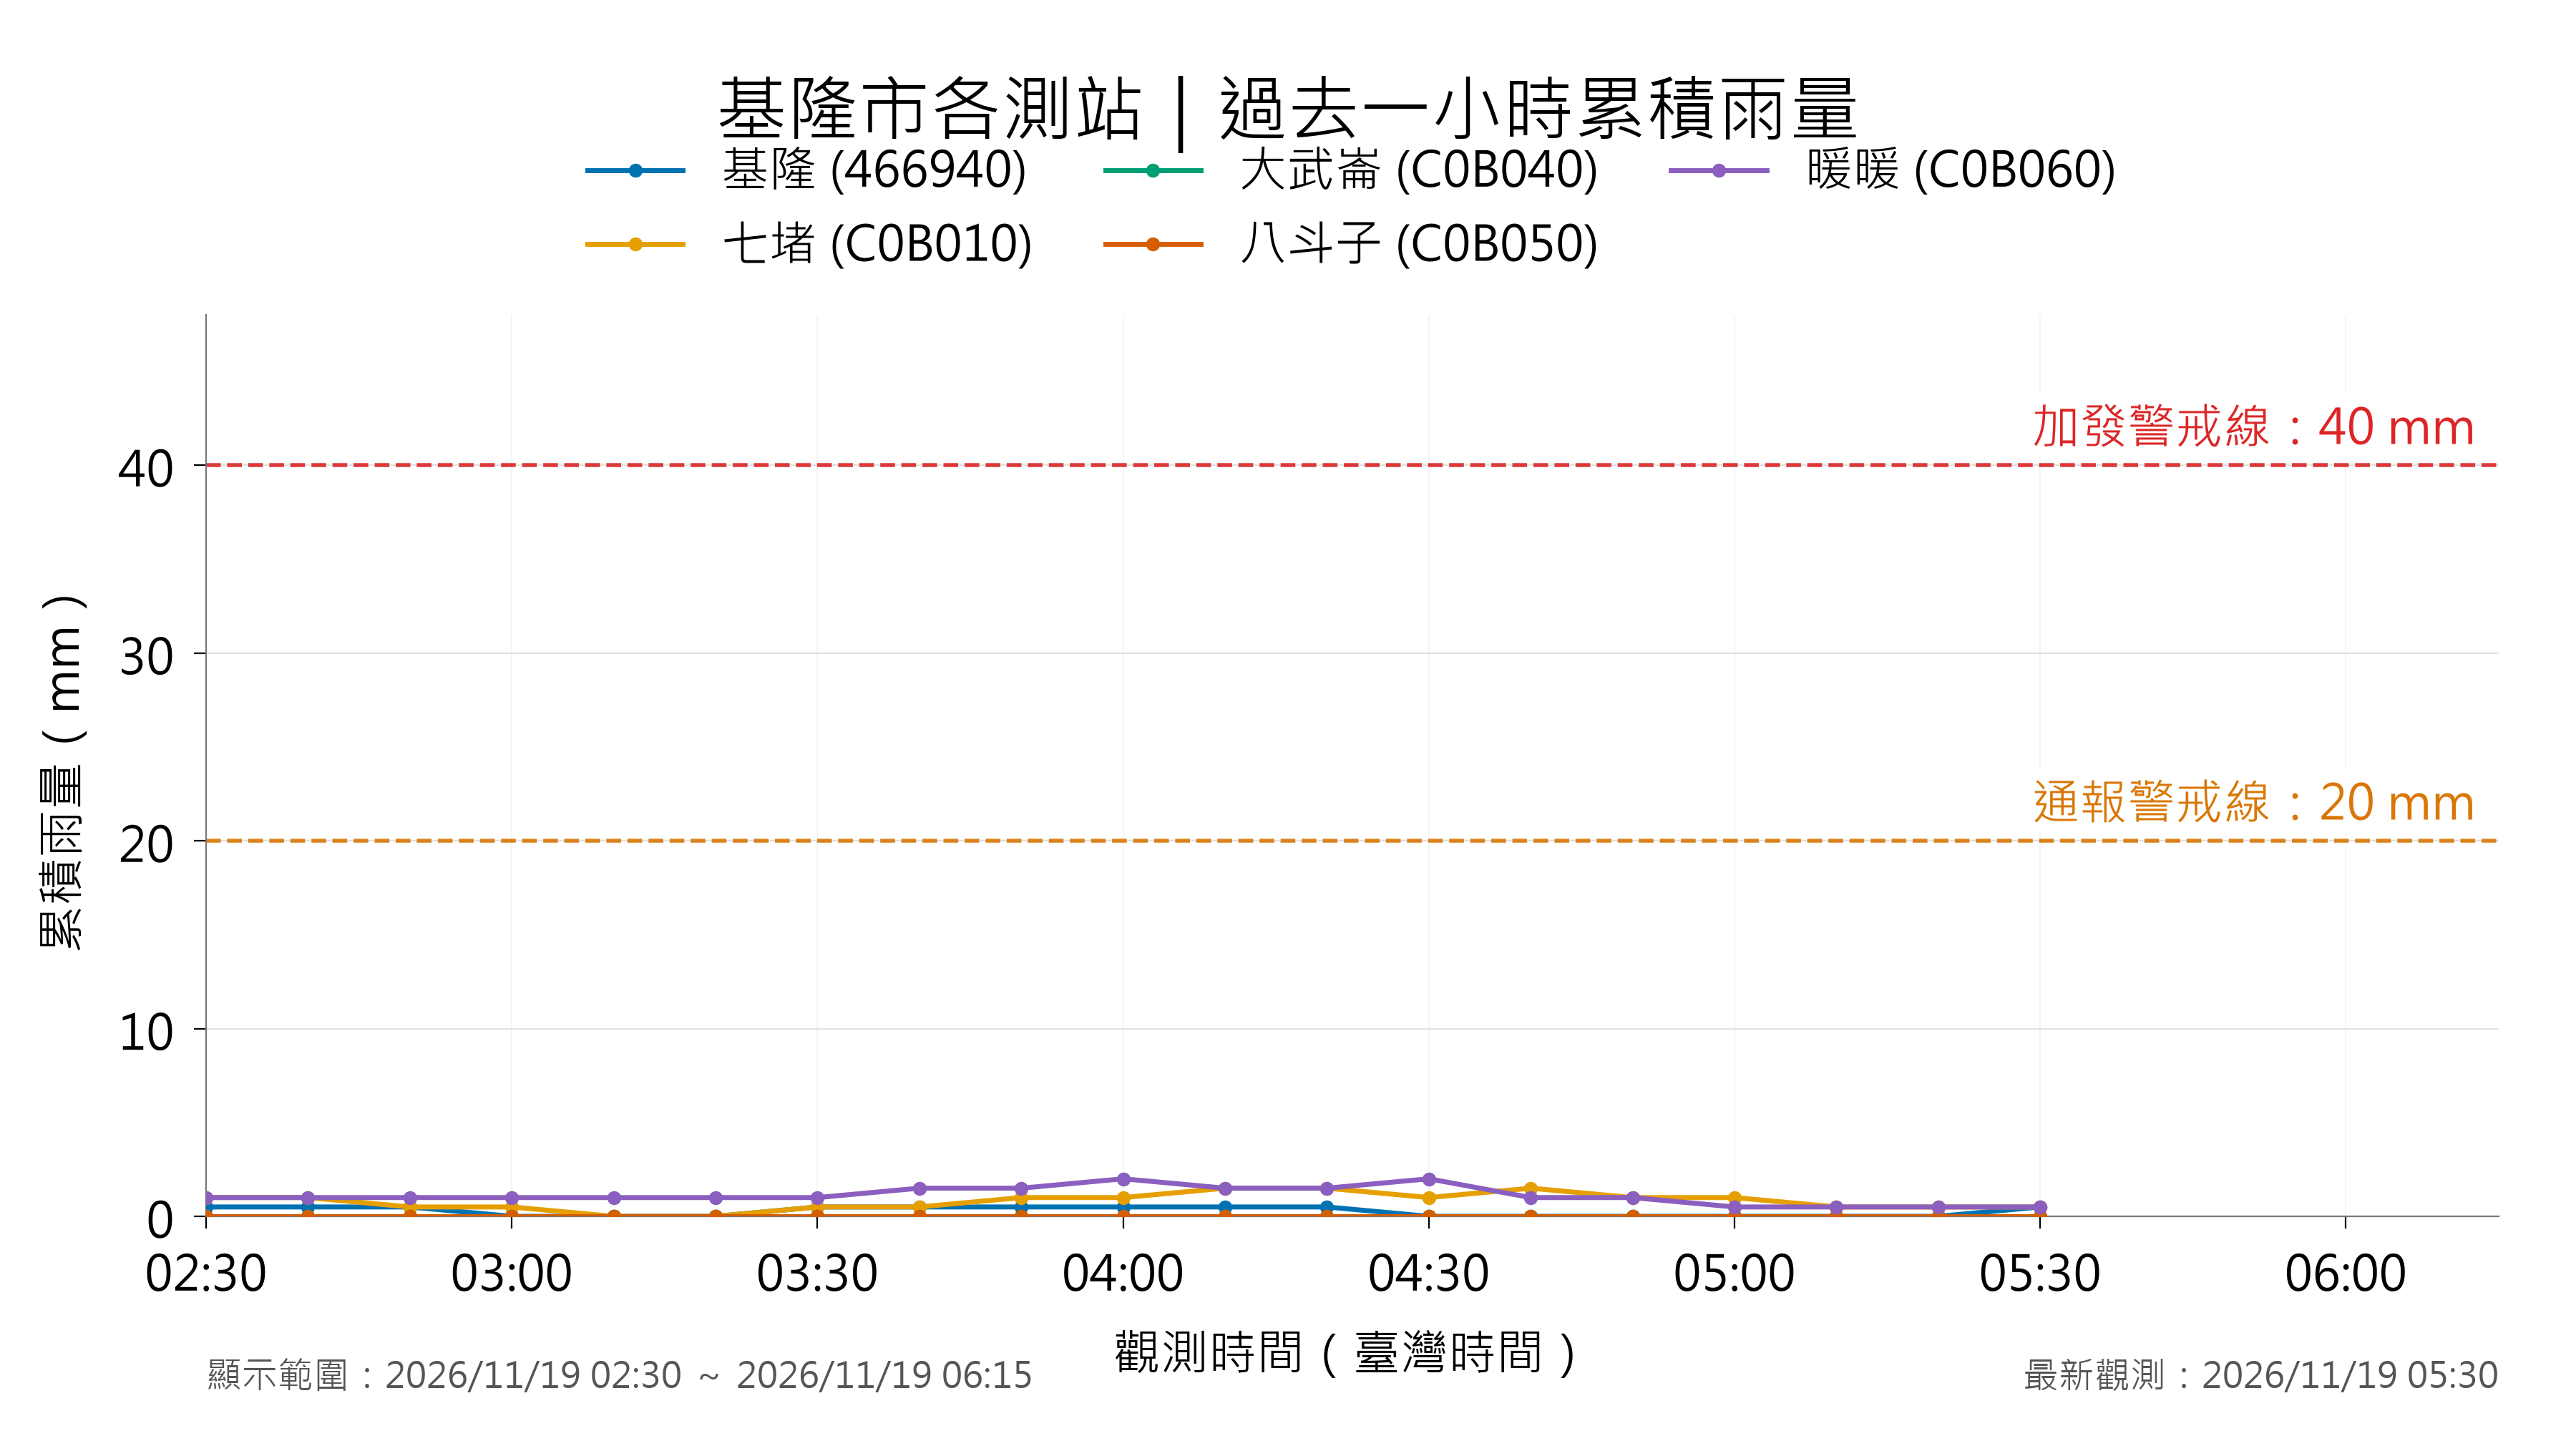 基隆市各測站｜過去一小時累積雨量
基隆 (466940)
大武崙 (C0B040)
暖暖 (C0B060)
七堵 (C0B010)
八斗子 (C0B050)
累積雨量（mm）
40
30
20
10
0
加發警戒線：40 mm
通報警戒線：20 mm
02:30 03:00 03:30 04:00 04:30 05:00 05:30 06:00
觀測時間（臺灣時間）
顯示範圍：2026/11/19 02:30 ~ 2026/11/19 06:15
最新觀測：2026/11/19 05:30